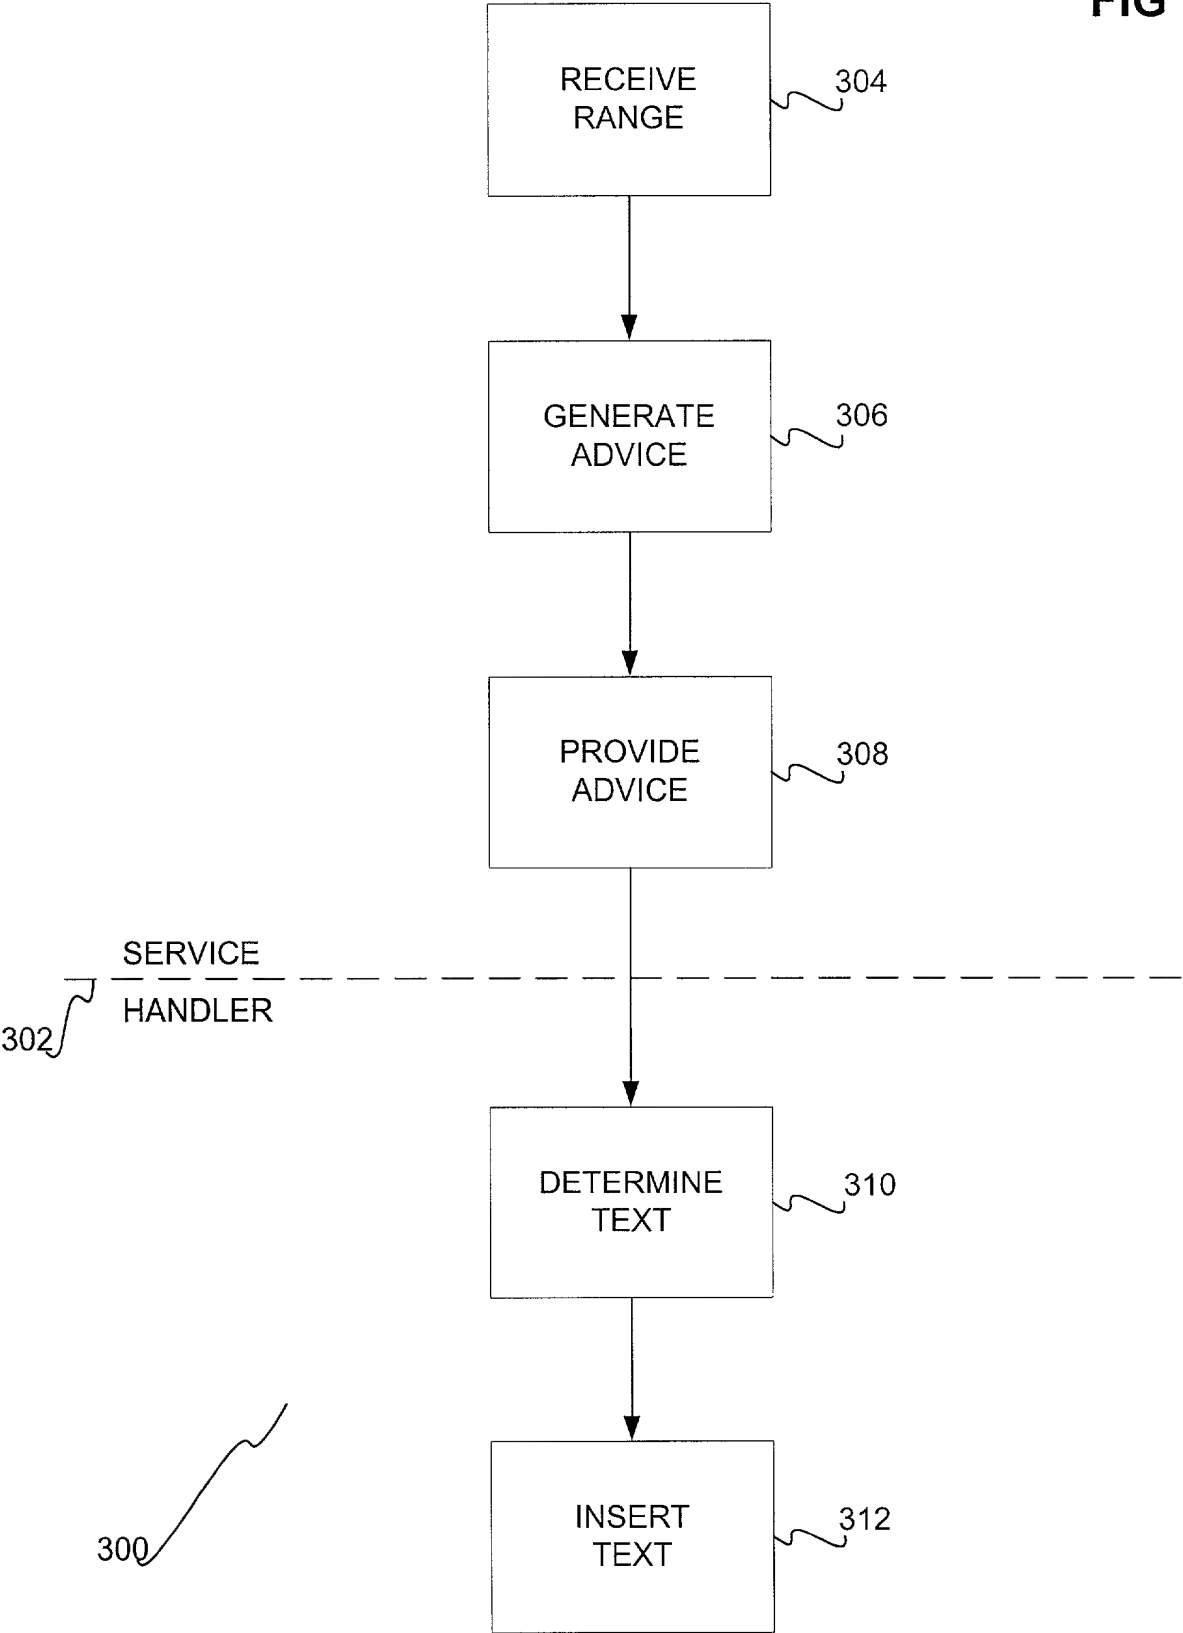 FIG
RECEIVE
RANGE
304
GENERATE
ADVICE
306
PROVIDE
ADVICE
308
SERVICE
HANDLER
302
DETERMINE
TEXT
310
INSERT
TEXT
312
300